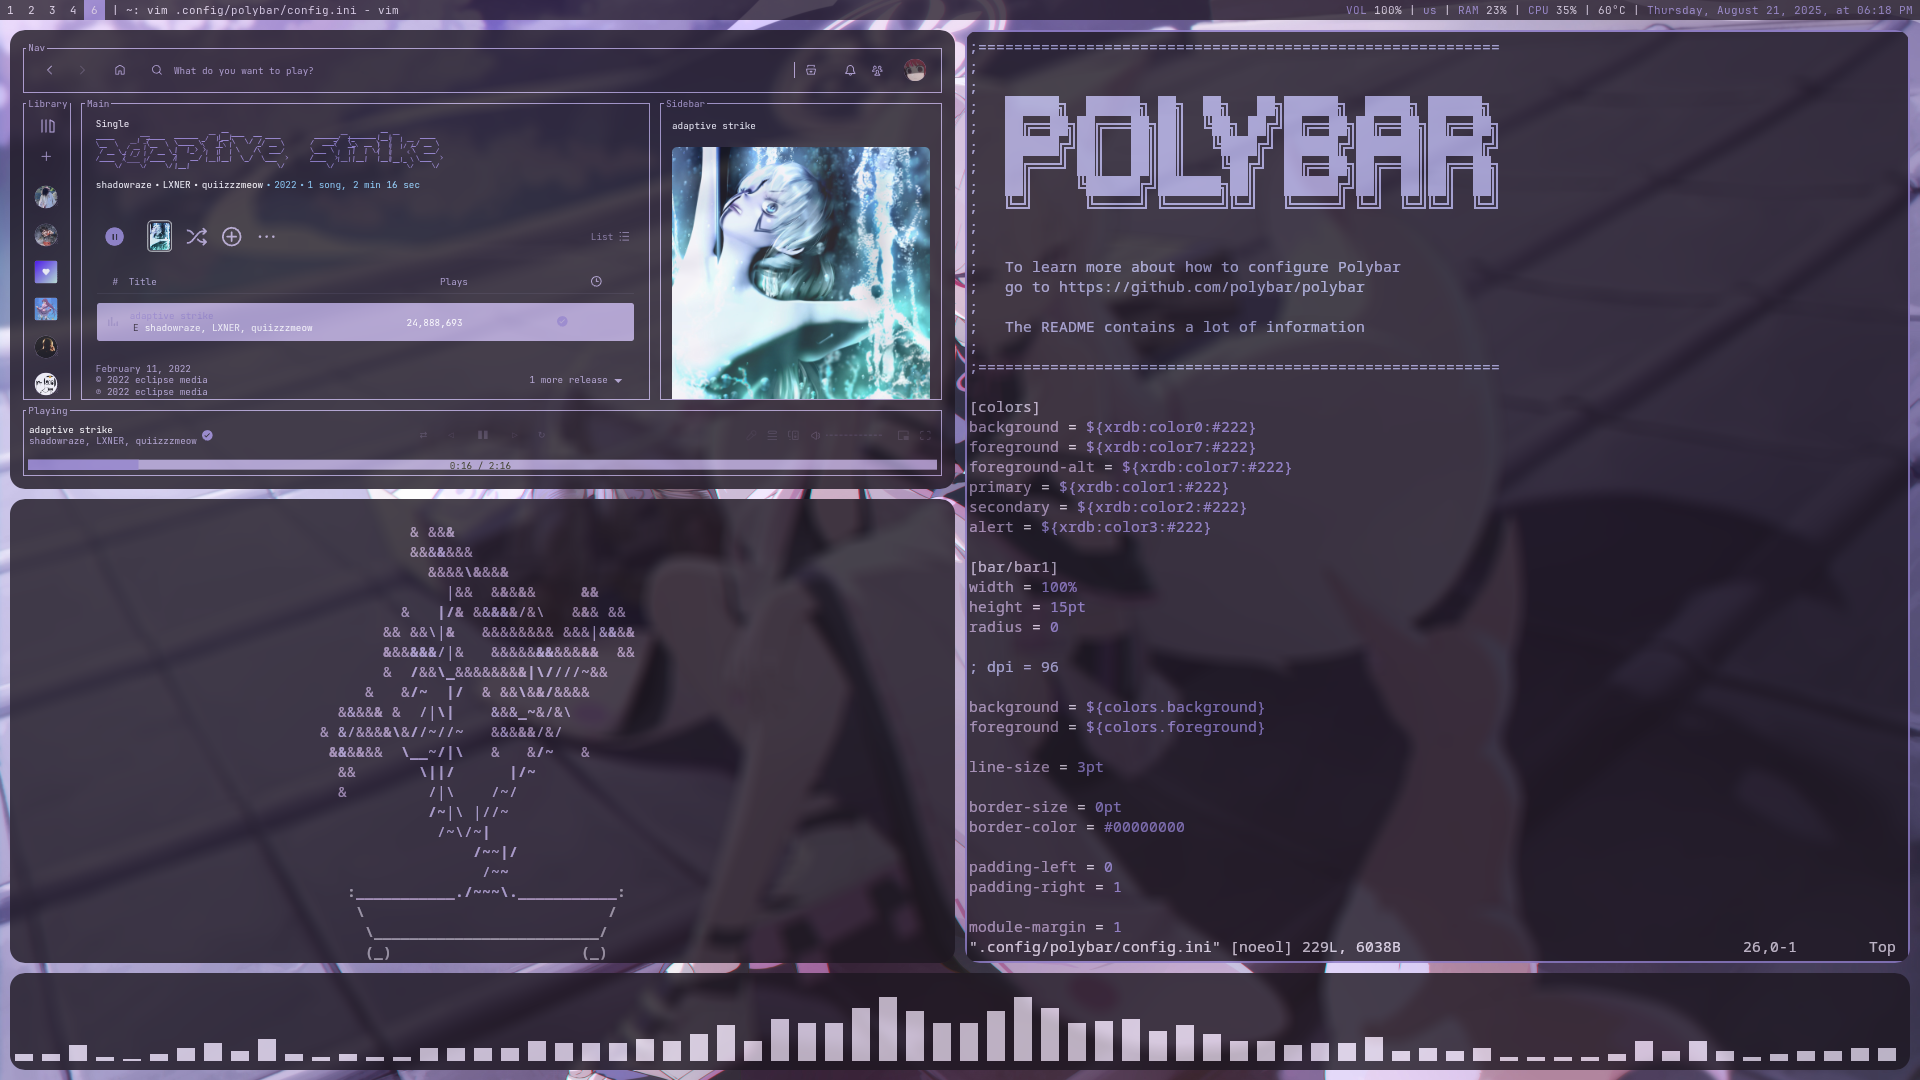 1 2 3 4 6 | ~: vim .config/polybar/config.ini - vim
VOL 100% | us | RAM 23% | CPU 35% | 60°C | Thursday, August 21, 2025, at 06:18 PM
Nav
What do you want to play?
Library
Main
Single
adaptive strike
shadowraze • LXNER • quiizzzmeow • 2022 • 1 song, 2 min 16 sec
List
# Title Plays
adaptive strike
E shadowraze, LXNER, quiizzzmeow 24,888,693
February 11, 2022
© 2022 eclipse media
℗ 2022 eclipse media
1 more release
Sidebar
adaptive strike
Playing
adaptive strike
shadowraze, LXNER, quiizzzmeow
0:16 / 2:16
;==========================================================
;
;
; POLYBAR
;
;
;
;
;
;
;
; To learn more about how to configure Polybar
; go to https://github.com/polybar/polybar
;
; The README contains a lot of information
;
;==========================================================
[colors]
background = ${xrdb:color0:#222}
foreground = ${xrdb:color7:#222}
foreground-alt = ${xrdb:color7:#222}
primary = ${xrdb:color1:#222}
secondary = ${xrdb:color2:#222}
alert = ${xrdb:color3:#222}
[bar/bar1]
width = 100%
height = 15pt
radius = 0
; dpi = 96
background = ${colors.background}
foreground = ${colors.foreground}
line-size = 3pt
border-size = 0pt
border-color = #00000000
padding-left = 0
padding-right = 1
module-margin = 1
".config/polybar/config.ini" [noeol] 229L, 6038B 26,0-1 Top